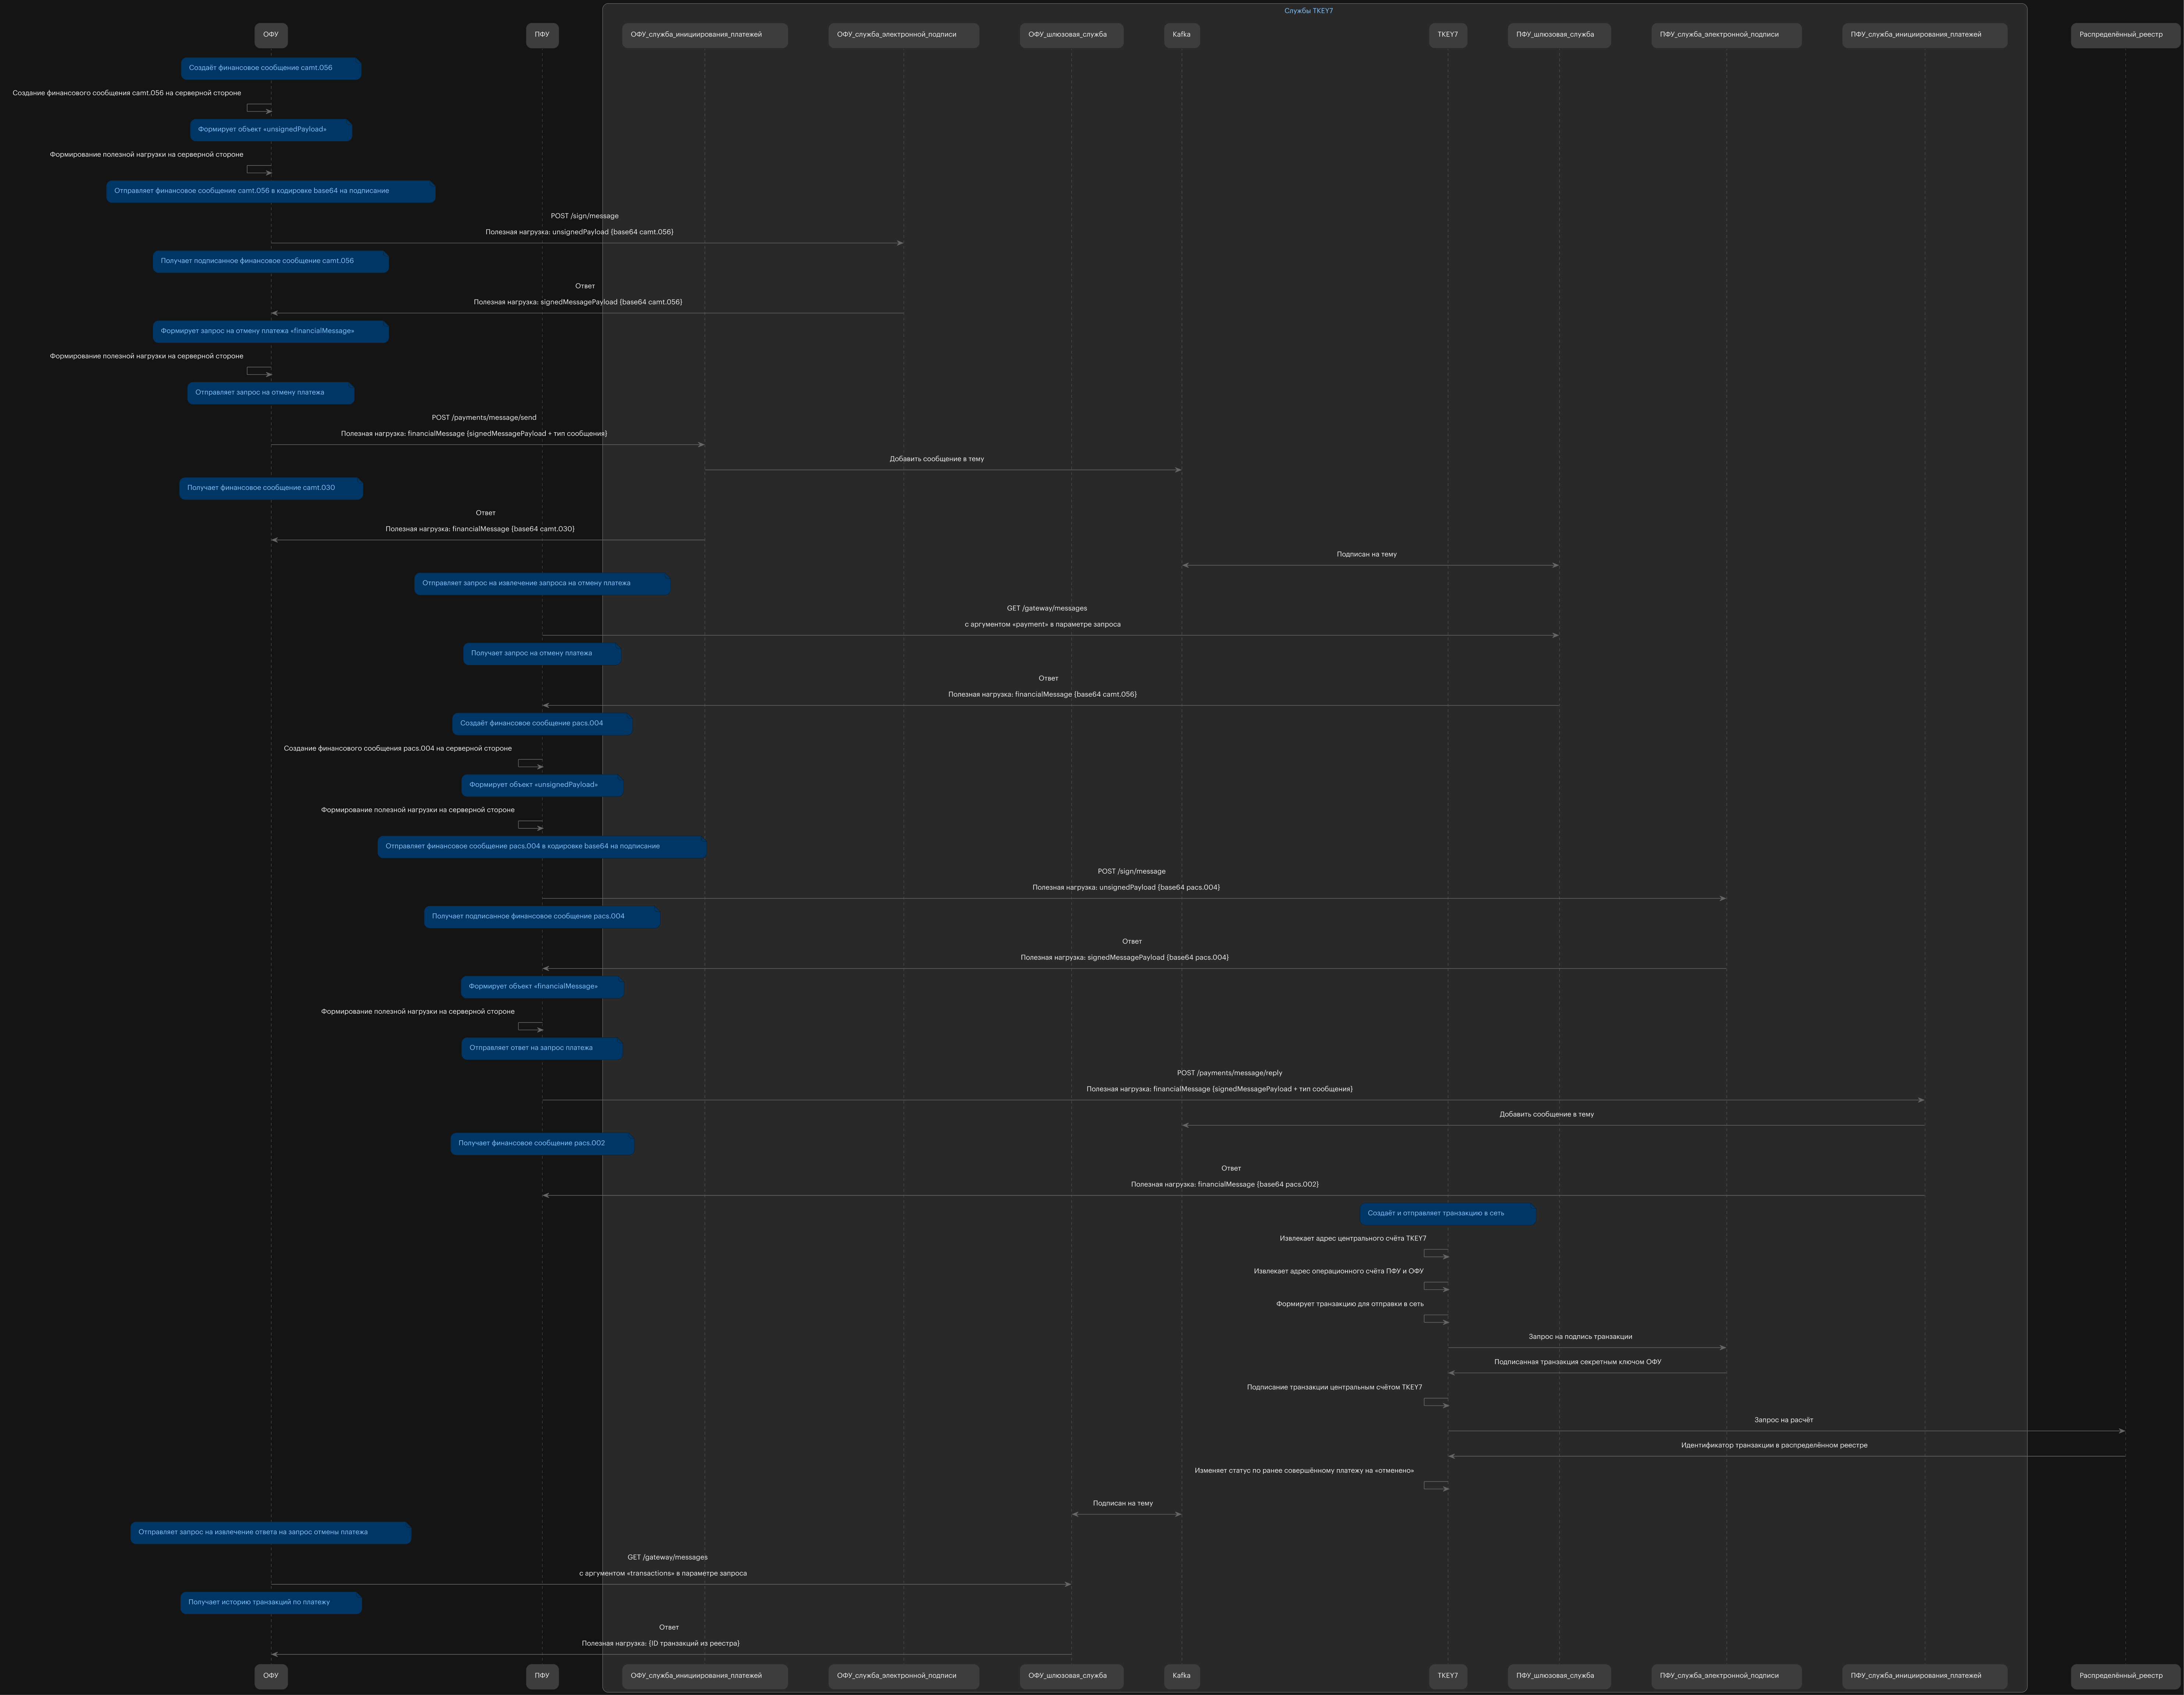 Службы TKEY7
ОФУ
ПФУ
ОФУ_служба_инициирования_платежей
ОФУ_служба_электронной_подписи
ОФУ_шлюзовая_служба
Kafka
TKEY7
ПФУ_шлюзовая_служба
ПФУ_служба_электронной_подписи
ПФУ_служба_инициирования_платежей
Распределённый_реестр
Создаёт финансовое сообщение camt.056
Создание финансового сообщения camt.056 на серверной стороне
Формирует объект «unsignedPayload»
Формирование полезной нагрузки на серверной стороне
Отправляет финансовое сообщение camt.056 в кодировке base64 на подписание
POST /sign/message
Полезная нагрузка: unsignedPayload {base64 camt.056}
Получает подписанное финансовое сообщение camt.056
Ответ
Полезная нагрузка: signedMessagePayload {base64 camt.056}
Формирует запрос на отмену платежа «financialMessage»
Формирование полезной нагрузки на серверной стороне
Отправляет запрос на отмену платежа
POST /payments/message/send
Полезная нагрузка: financialMessage {signedMessagePayload + тип сообщения}
Добавить сообщение в тему
Получает финансовое сообщение camt.030
Ответ
Полезная нагрузка: financialMessage {base64 camt.030}
Подписан на тему
Отправляет запрос на извлечение запроса на отмену платежа
GET /gateway/messages
с аргументом «payment» в параметре запроса
Получает запрос на отмену платежа
Ответ
Полезная нагрузка: financialMessage {base64 camt.056}
Создаёт финансовое сообщение pacs.004
Создание финансового сообщения pacs.004 на серверной стороне
Формирует объект «unsignedPayload»
Формирование полезной нагрузки на серверной стороне
Отправляет финансовое сообщение pacs.004 в кодировке base64 на подписание
POST /sign/message
Полезная нагрузка: unsignedPayload {base64 pacs.004}
Получает подписанное финансовое сообщение pacs.004
Ответ
Полезная нагрузка: signedMessagePayload {base64 pacs.004}
Формирует объект «financialMessage»
Формирование полезной нагрузки на серверной стороне
Отправляет ответ на запрос платежа
POST /payments/message/reply
Полезная нагрузка: financialMessage {signedMessagePayload + тип сообщения}
Добавить сообщение в тему
Получает финансовое сообщение pacs.002
Ответ
Полезная нагрузка: financialMessage {base64 pacs.002}
Создаёт и отправляет транзакцию в сеть
Извлекает адрес центрального счёта TKEY7
Извлекает адрес операционного счёта ПФУ и ОФУ
Формирует транзакцию для отправки в сеть
Запрос на подпись транзакции
Подписанная транзакция секретным ключом ОФУ
Подписание транзакции центральным счётом TKEY7
Запрос на расчёт
Идентификатор транзакции в распределённом реестре
Изменяет статус по ранее совершённому платежу на «отменено»
Подписан на тему
Отправляет запрос на извлечение ответа на запрос отмены платежа
GET /gateway/messages
с аргументом «transactions» в параметре запроса
Получает историю транзакций по платежу
Ответ
Полезная нагрузка: {ID транзакций из реестра}
ОФУ
ПФУ
ОФУ_служба_инициирования_платежей
ОФУ_служба_электронной_подписи
ОФУ_шлюзовая_служба
Kafka
TKEY7
ПФУ_шлюзовая_служба
ПФУ_служба_электронной_подписи
ПФУ_служба_инициирования_платежей
Распределённый_реестр